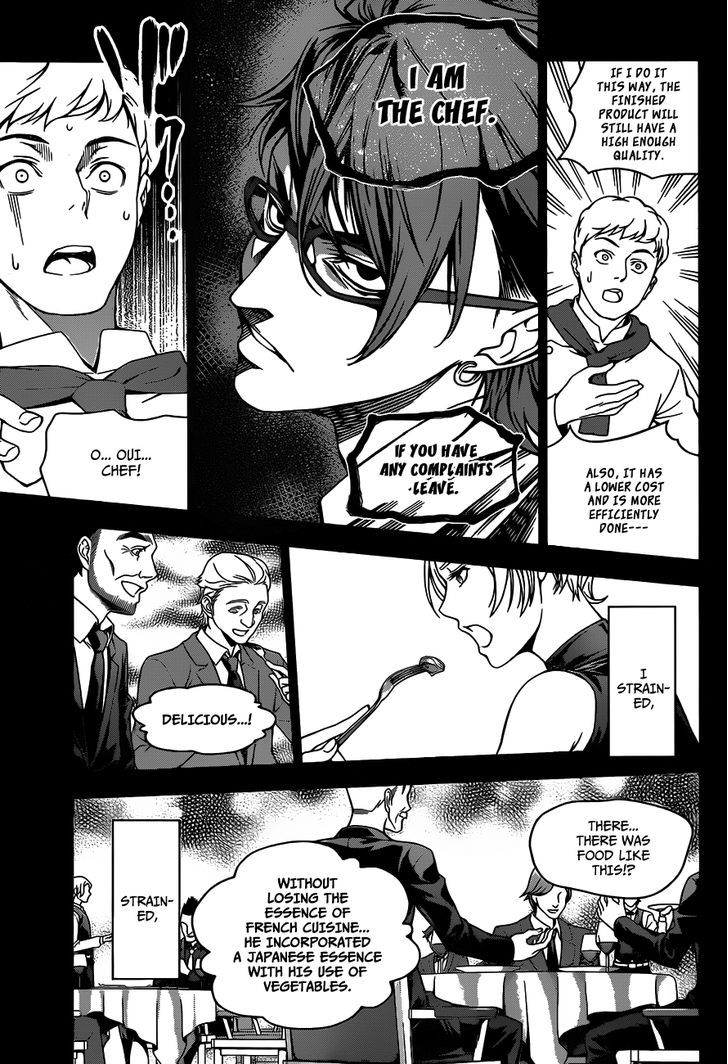 IF I DO IT
THIS WAY, THE
FINISHED
PRODUCT WILL
STILL HAVE A
HIGH ENOUGH
QUALITY.
ALSO, IT HAS
A LOWER COST
AND IS MORE
EFFICIENTLY
DONE---
I AM
THE CHEF.
IF YOU HAVE
ANY COMPLAINTS
LEAVE.
O... OUI...
CHEF!
I
STRAIN-
ED,
DELICIOUS...!
THERE...
THERE WAS
FOOD LIKE
THIS!?
WITHOUT
LOSING THE
ESSENCE OF
FRENCH CUISINE...
HE INCORPORATED
A JAPANESE ESSENCE
WITH HIS USE OF
VEGETABLES.
STRAIN-
ED,